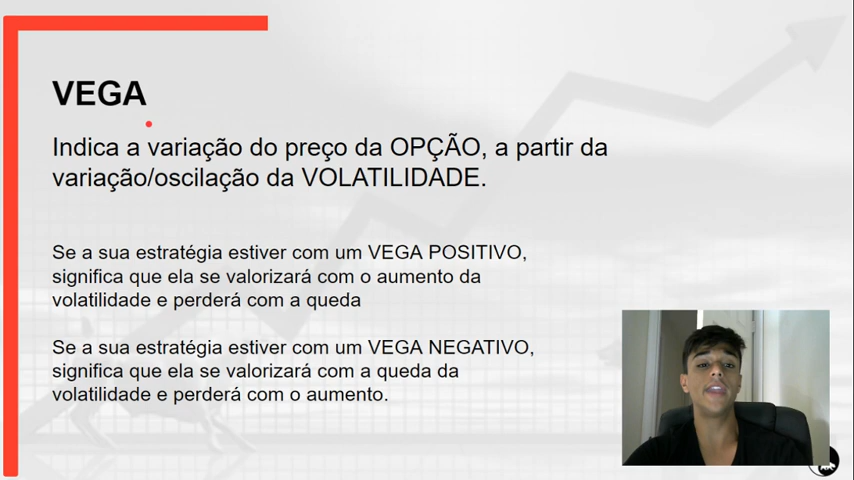 VEGA
Indica a variação do preço da OPÇÃO, a partir da
variação/oscilação da VOLATILIDADE.
Se a sua estratégia estiver com um VEGA POSITIVO,
significa que ela se valorizará com o aumento da
volatilidade e perderá com a queda
Se a sua estratégia estiver com um VEGA NEGATIVO,
significa que ela se valorizará com a queda da
volatilidade e perderá com o aumento.